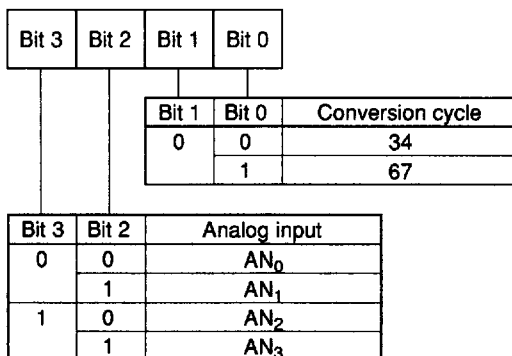 Bit 3 Bit 2 Bit 1 Bit 0
Bit 1 Bit 0 Conversion cycle
0 0 34
1 67
Bit 3 Bit 2 Analog input
0 0 AN₀
1 AN₁
1 0 AN₂
1 AN₃